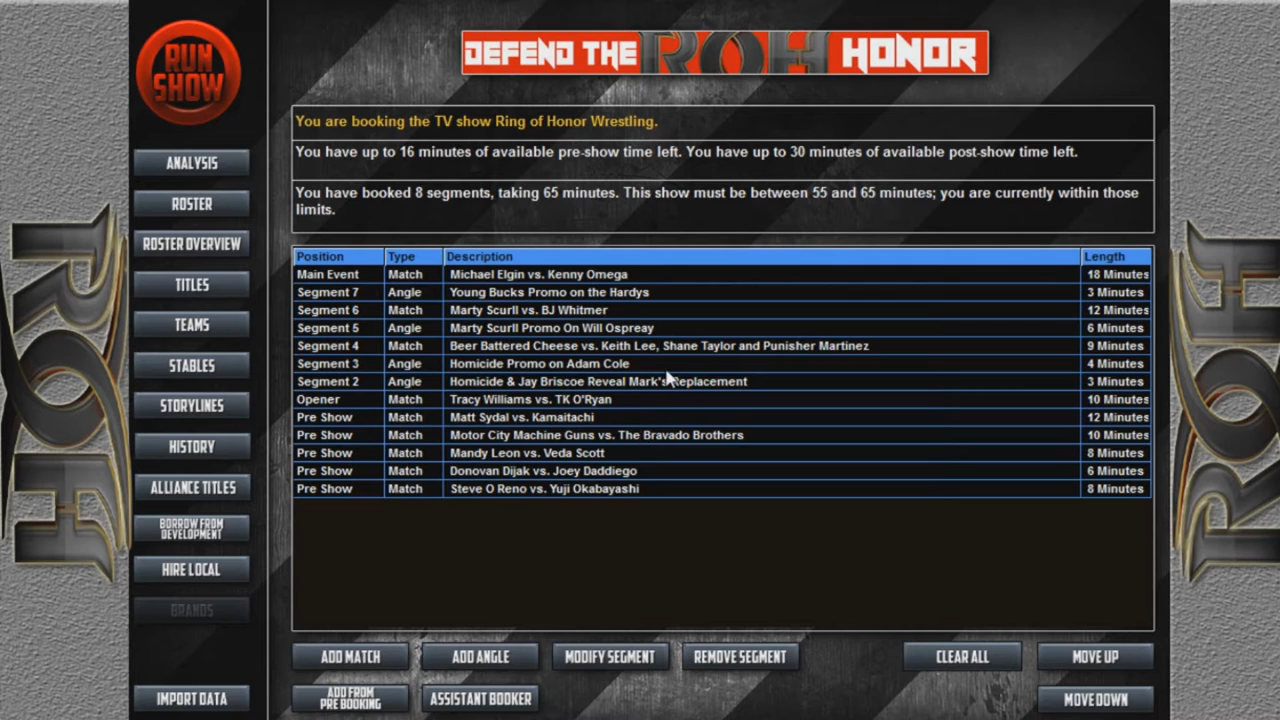 RUN SHOW
DEFEND THE ROH HONOR
You are booking the TV show Ring of Honor Wrestling.
You have up to 16 minutes of available pre-show time left. You have up to 30 minutes of available post-show time left.
You have booked 8 segments, taking 65 minutes. This show must be between 55 and 65 minutes; you are currently within those
limits.
ANALYSIS
ROSTER
ROSTER OVERVIEW
TITLES
TEAMS
STABLES
STORYLINES
HISTORY
ALLIANCE TITLES
BORROW FROM DEVELOPMENT
HIRE LOCAL
BRANDS
IMPORT DATA
Position Type Description Length
Main Event Match Michael Elgin vs. Kenny Omega 18 Minutes
Segment 7 Angle Young Bucks Promo on the Hardys 3 Minutes
Segment 6 Match Marty Scurll vs. BJ Whitmer 12 Minutes
Segment 5 Angle Marty Scurll Promo On Will Ospreay 6 Minutes
Segment 4 Match Beer Battered Cheese vs. Keith Lee, Shane Taylor and Punisher Martinez 9 Minutes
Segment 3 Angle Homicide Promo on Adam Cole 4 Minutes
Segment 2 Angle Homicide & Jay Briscoe Reveal Mark's Replacement 3 Minutes
Opener Match Tracy Williams vs. TK O'Ryan 10 Minutes
Pre Show Match Matt Sydal vs. Kamaitachi 12 Minutes
Pre Show Match Motor City Machine Guns vs. The Bravado Brothers 10 Minutes
Pre Show Match Mandy Leon vs. Veda Scott 8 Minutes
Pre Show Match Donovan Dijak vs. Joey Daddiego 6 Minutes
Pre Show Match Steve O Reno vs. Yuji Okabayashi 8 Minutes
ADD MATCH ADD ANGLE MODIFY SEGMENT REMOVE SEGMENT CLEAR ALL MOVE UP
ADD FROM PRE BOOKING ASSISTANT BOOKER MOVE DOWN
ROH
ROH